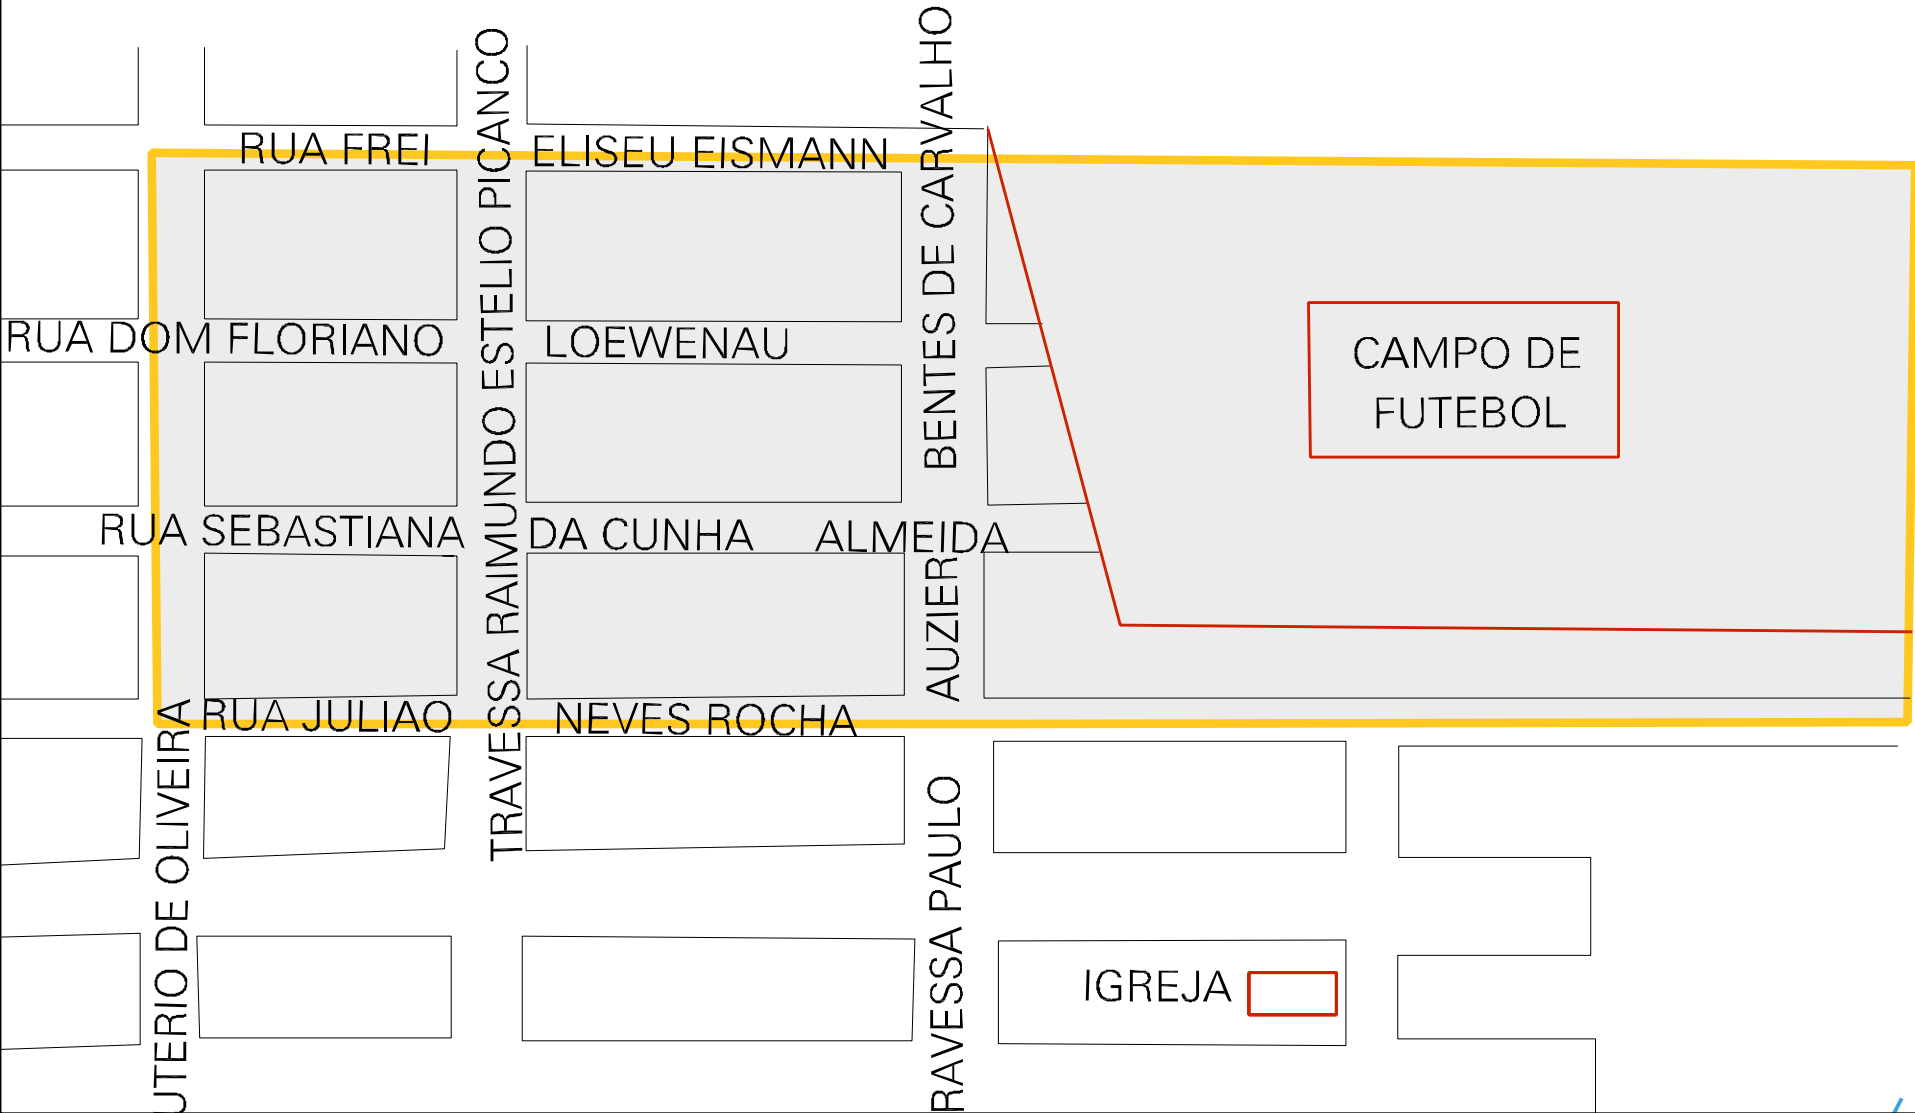 RUA FREI ELISEU EISMANN
RUA DOM FLORIANO LOEWENAU
RUA SEBASTIANA DA CUNHA ALMEIDA
RUA JULIAO NEVES ROCHA
UTERIO DE OLIVEIRA
TRAVESSA RAIMUNDO ESTELIO PICANCO
RAVESSA PAULO AUZIER BENTES DE CARVALHO
CAMPO DE
FUTEBOL
IGREJA